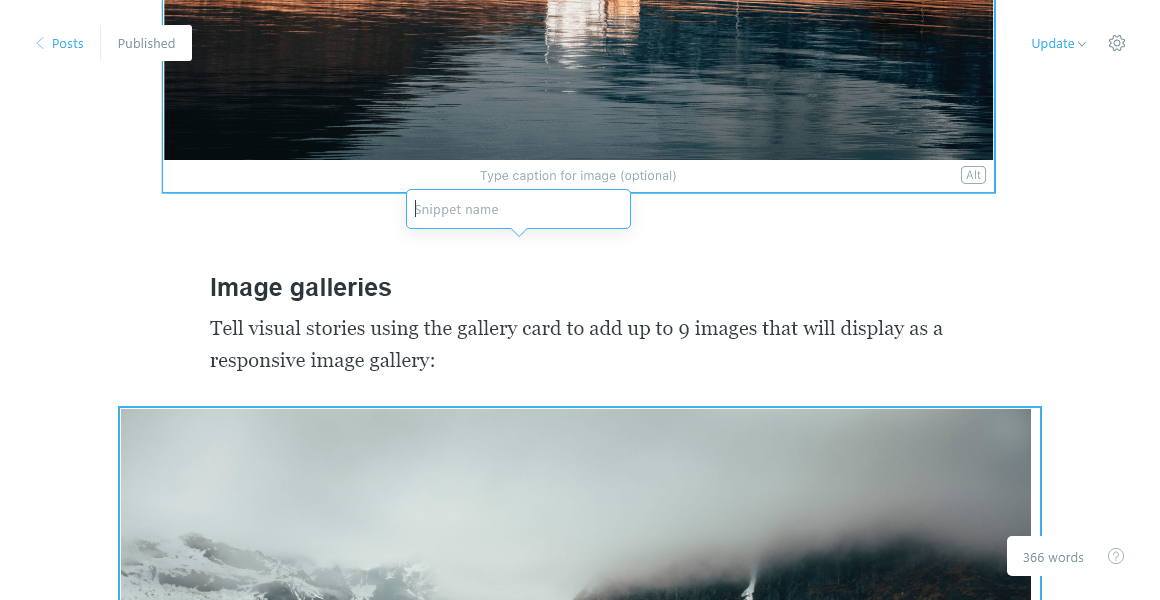 Posts
Published
Update
Type caption for image (optional)
Alt
Snippet name
Image galleries
Tell visual stories using the gallery card to add up to 9 images that will display as a
responsive image gallery:
366 words
?